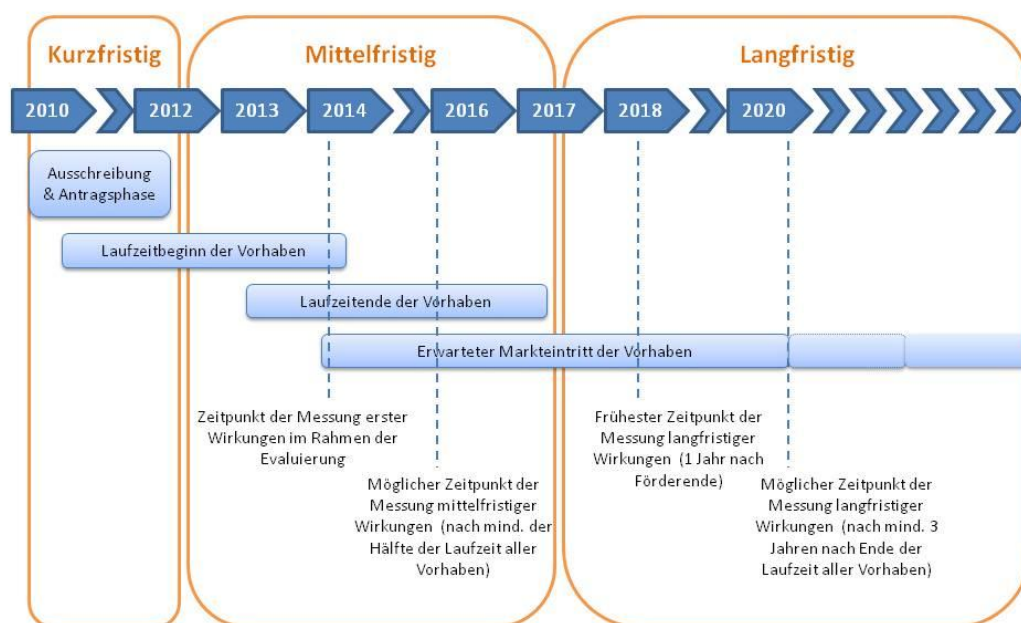 Kurzfristig
Mittelfristig
Langfristig
2010
2012
2013
2014
2016
2017
2018
2020
Ausschreibung
& Antragsphase
Laufzeitbeginn der Vorhaben
Laufzeitende der Vorhaben
Erwarteter Markteintritt der Vorhaben
Zeitpunkt der Messung erster
Wirkungen im Rahmen der
Evaluierung
Möglicher Zeitpunkt der
Messung mittelfristiger
Wirkungen (nach mind. der
Hälfte der Laufzeit aller
Vorhaben)
Frühester Zeitpunkt der
Messung langfristiger
Wirkungen (1 Jahr nach
Förderende)
Möglicher Zeitpunkt der
Messung langfristiger
Wirkungen (nach mind. 3
Jahren nach Ende der
Laufzeit aller Vorhaben)